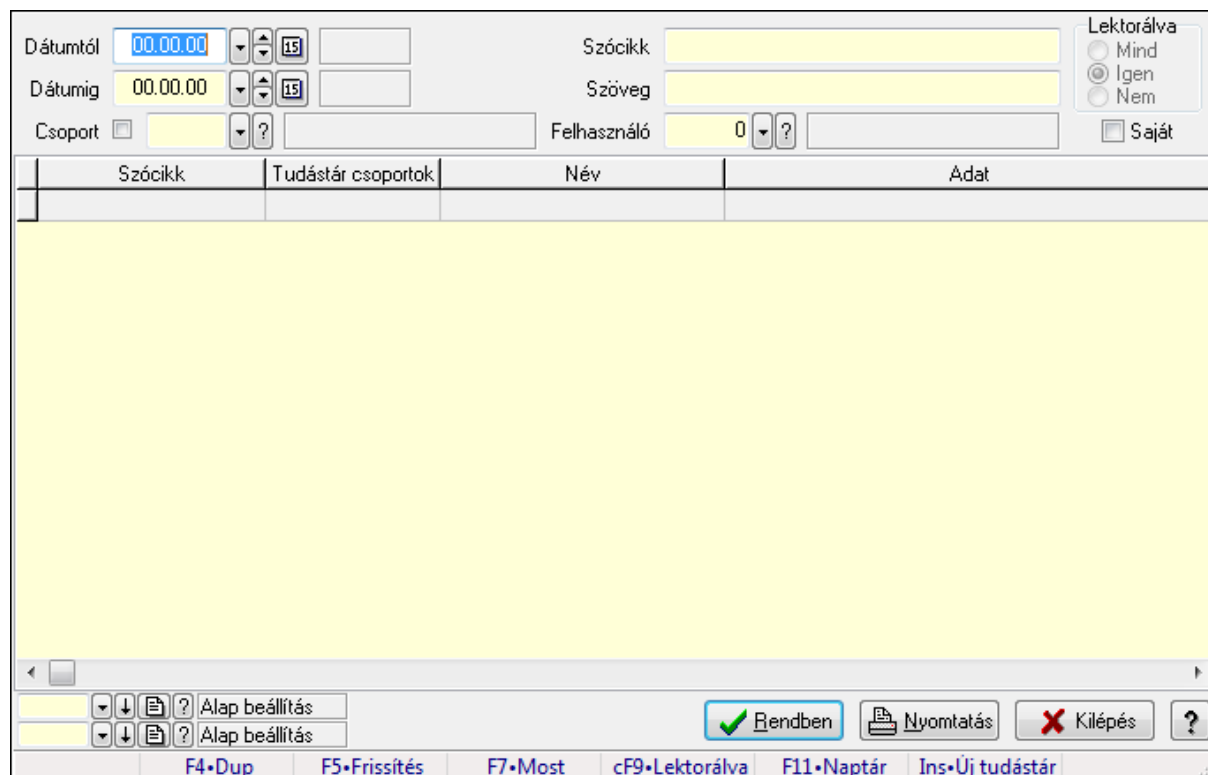 Dátumtól 00.00.00 15 Szócikk Lektorálva
Mind
Dátumig 00.00.00 15 Szöveg Igen
Nem
Csoport ? Felhasználó 0 ? Saját
Szócikk Tudástár csoportok Név Adat
? Alap beállítás
? Alap beállítás
Rendben Nyomtatás Kilépés ?
F4•Dup F5•Frissítés F7•Most cF9•Lektorálva F11•Naptár Ins•Új tudástár